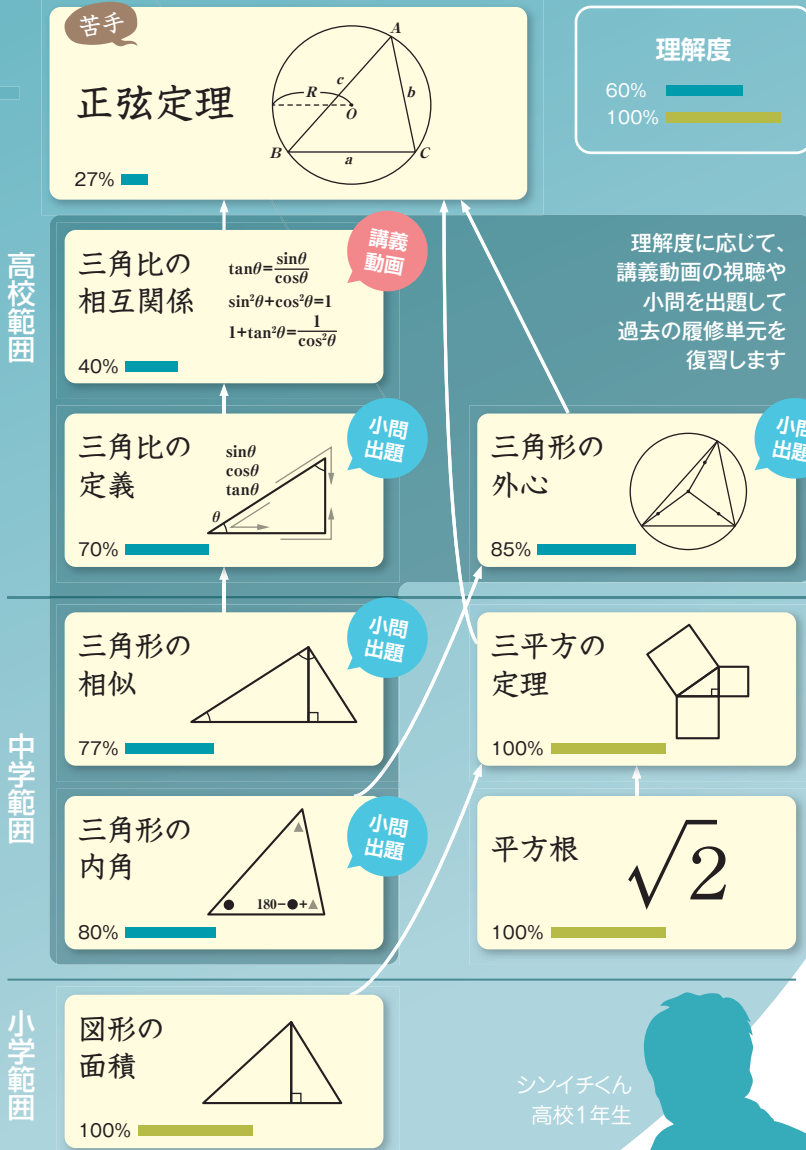 苦手
正弦定理
A
c
R
b
O
B
a
C
27%
理解度
60%
100%
高校範囲
三角比の
相互関係
tanθ=sinθ/cosθ
sin²θ+cos²θ=1
1+tan²θ=1/cos²θ
講義
動画
40%
理解度に応じて、
講義動画の視聴や
小問を出題して
過去の履修単元を
復習します
三角比の
定義
sinθ
cosθ
tanθ
θ
小問
出題
70%
三角形の
外心
小問
出題
85%
中学範囲
三角形の
相似
小問
出題
77%
三平方の
定理
100%
三角形の
内角
180−●+▲
小問
出題
80%
平方根
√2
100%
小学範囲
図形の
面積
100%
シンイチくん
高校1年生